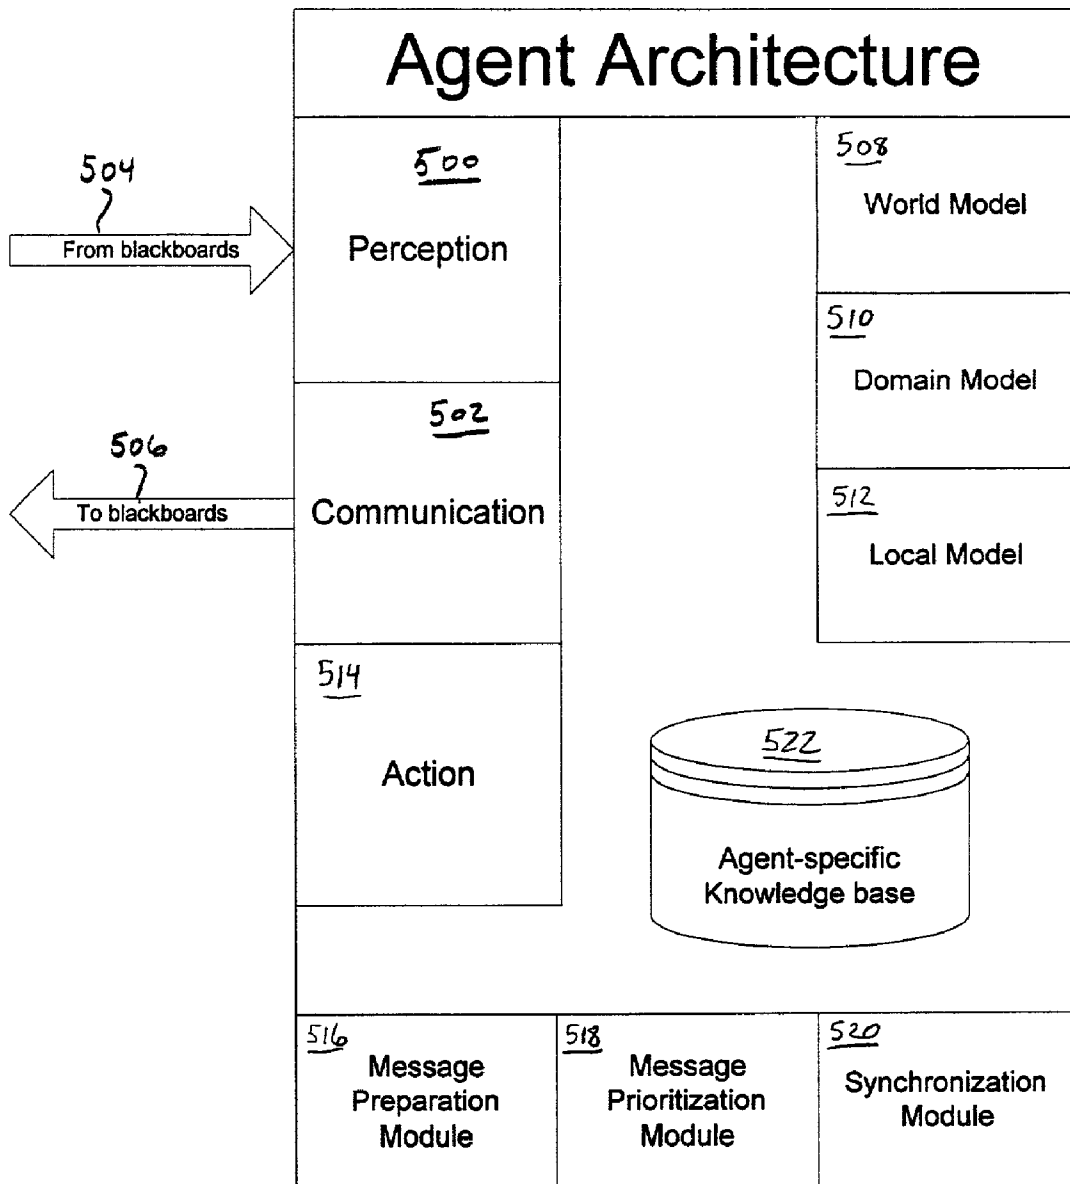 Agent Architecture
504
From blackboards
500
Perception
508
World Model
510
Domain Model
506
To blackboards
502
Communication
512
Local Model
514
Action
522
Agent-specific
Knowledge base
516
Message
Preparation
Module
518
Message
Prioritization
Module
520
Synchronization
Module